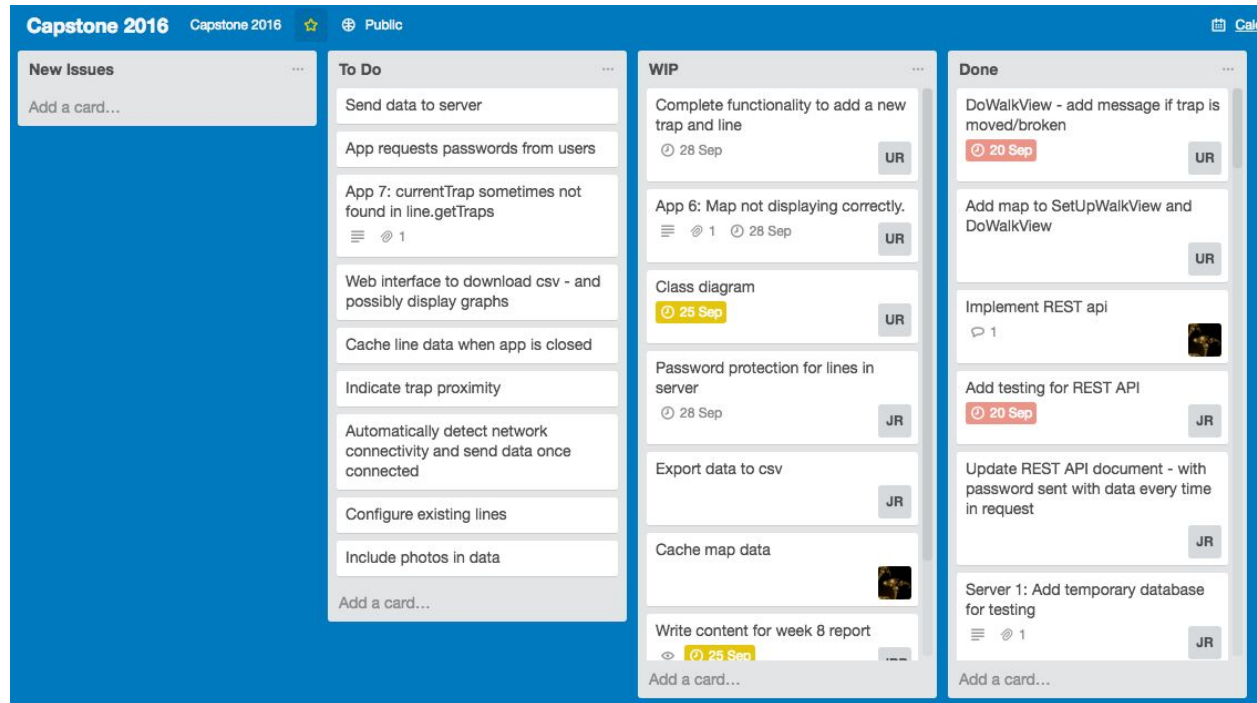 Capstone 2016 Capstone 2016 Public
New Issues
Add a card...
To Do
Send data to server
App requests passwords from users
App 7: currentTrap sometimes not
found in line.getTraps
1
Web interface to download csv - and
possibly display graphs
Cache line data when app is closed
Indicate trap proximity
Automatically detect network
connectivity and send data once
connected
Configure existing lines
Include photos in data
Add a card...
WIP
Complete functionality to add a new
trap and line
28 Sep
UR
App 6: Map not displaying correctly.
1 28 Sep
UR
Class diagram
25 Sep
UR
Password protection for lines in
server
28 Sep
JR
Export data to csv
JR
Cache map data
Write content for week 8 report
25 Sep
Add a card...
Done
DoWalkView - add message if trap is
moved/broken
20 Sep
UR
Add map to SetUpWalkView and
DoWalkView
UR
Implement REST api
1
Add testing for REST API
20 Sep
JR
Update REST API document - with
password sent with data every time
in request
JR
Server 1: Add temporary database
for testing
1
JR
Add a card...